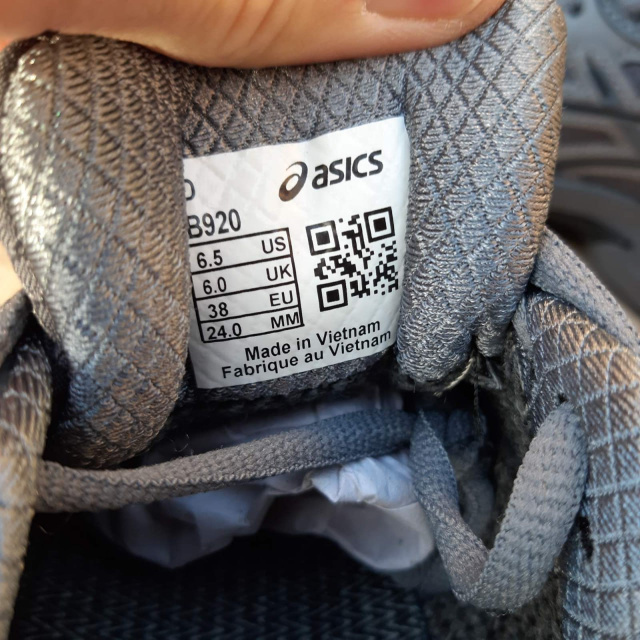 asics
B920
6.5 US
6.0 UK
38 EU
24.0 MM
Made in Vietnam
Fabrique au Vietnam